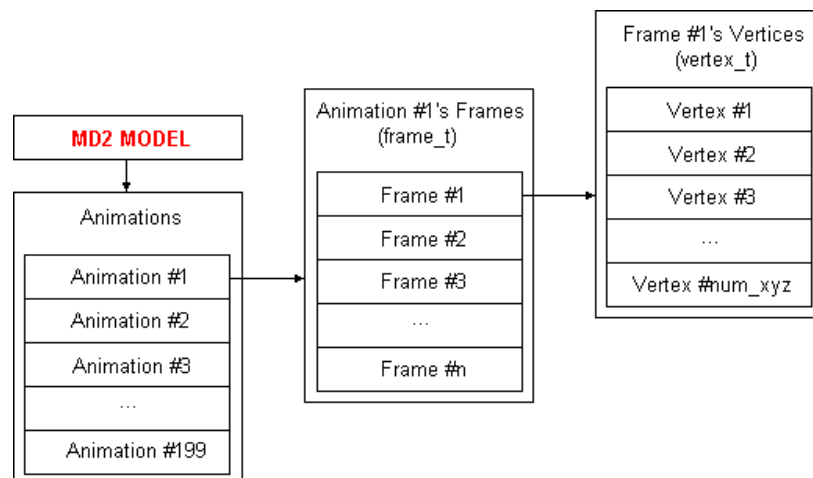 MD2 MODEL
Animations
Animation #1
Animation #2
Animation #3
...
Animation #199
Animation #1's Frames
(frame_t)
Frame #1
Frame #2
Frame #3
...
Frame #n
Frame #1's Vertices
(vertex_t)
Vertex #1
Vertex #2
Vertex #3
...
Vertex #num_xyz